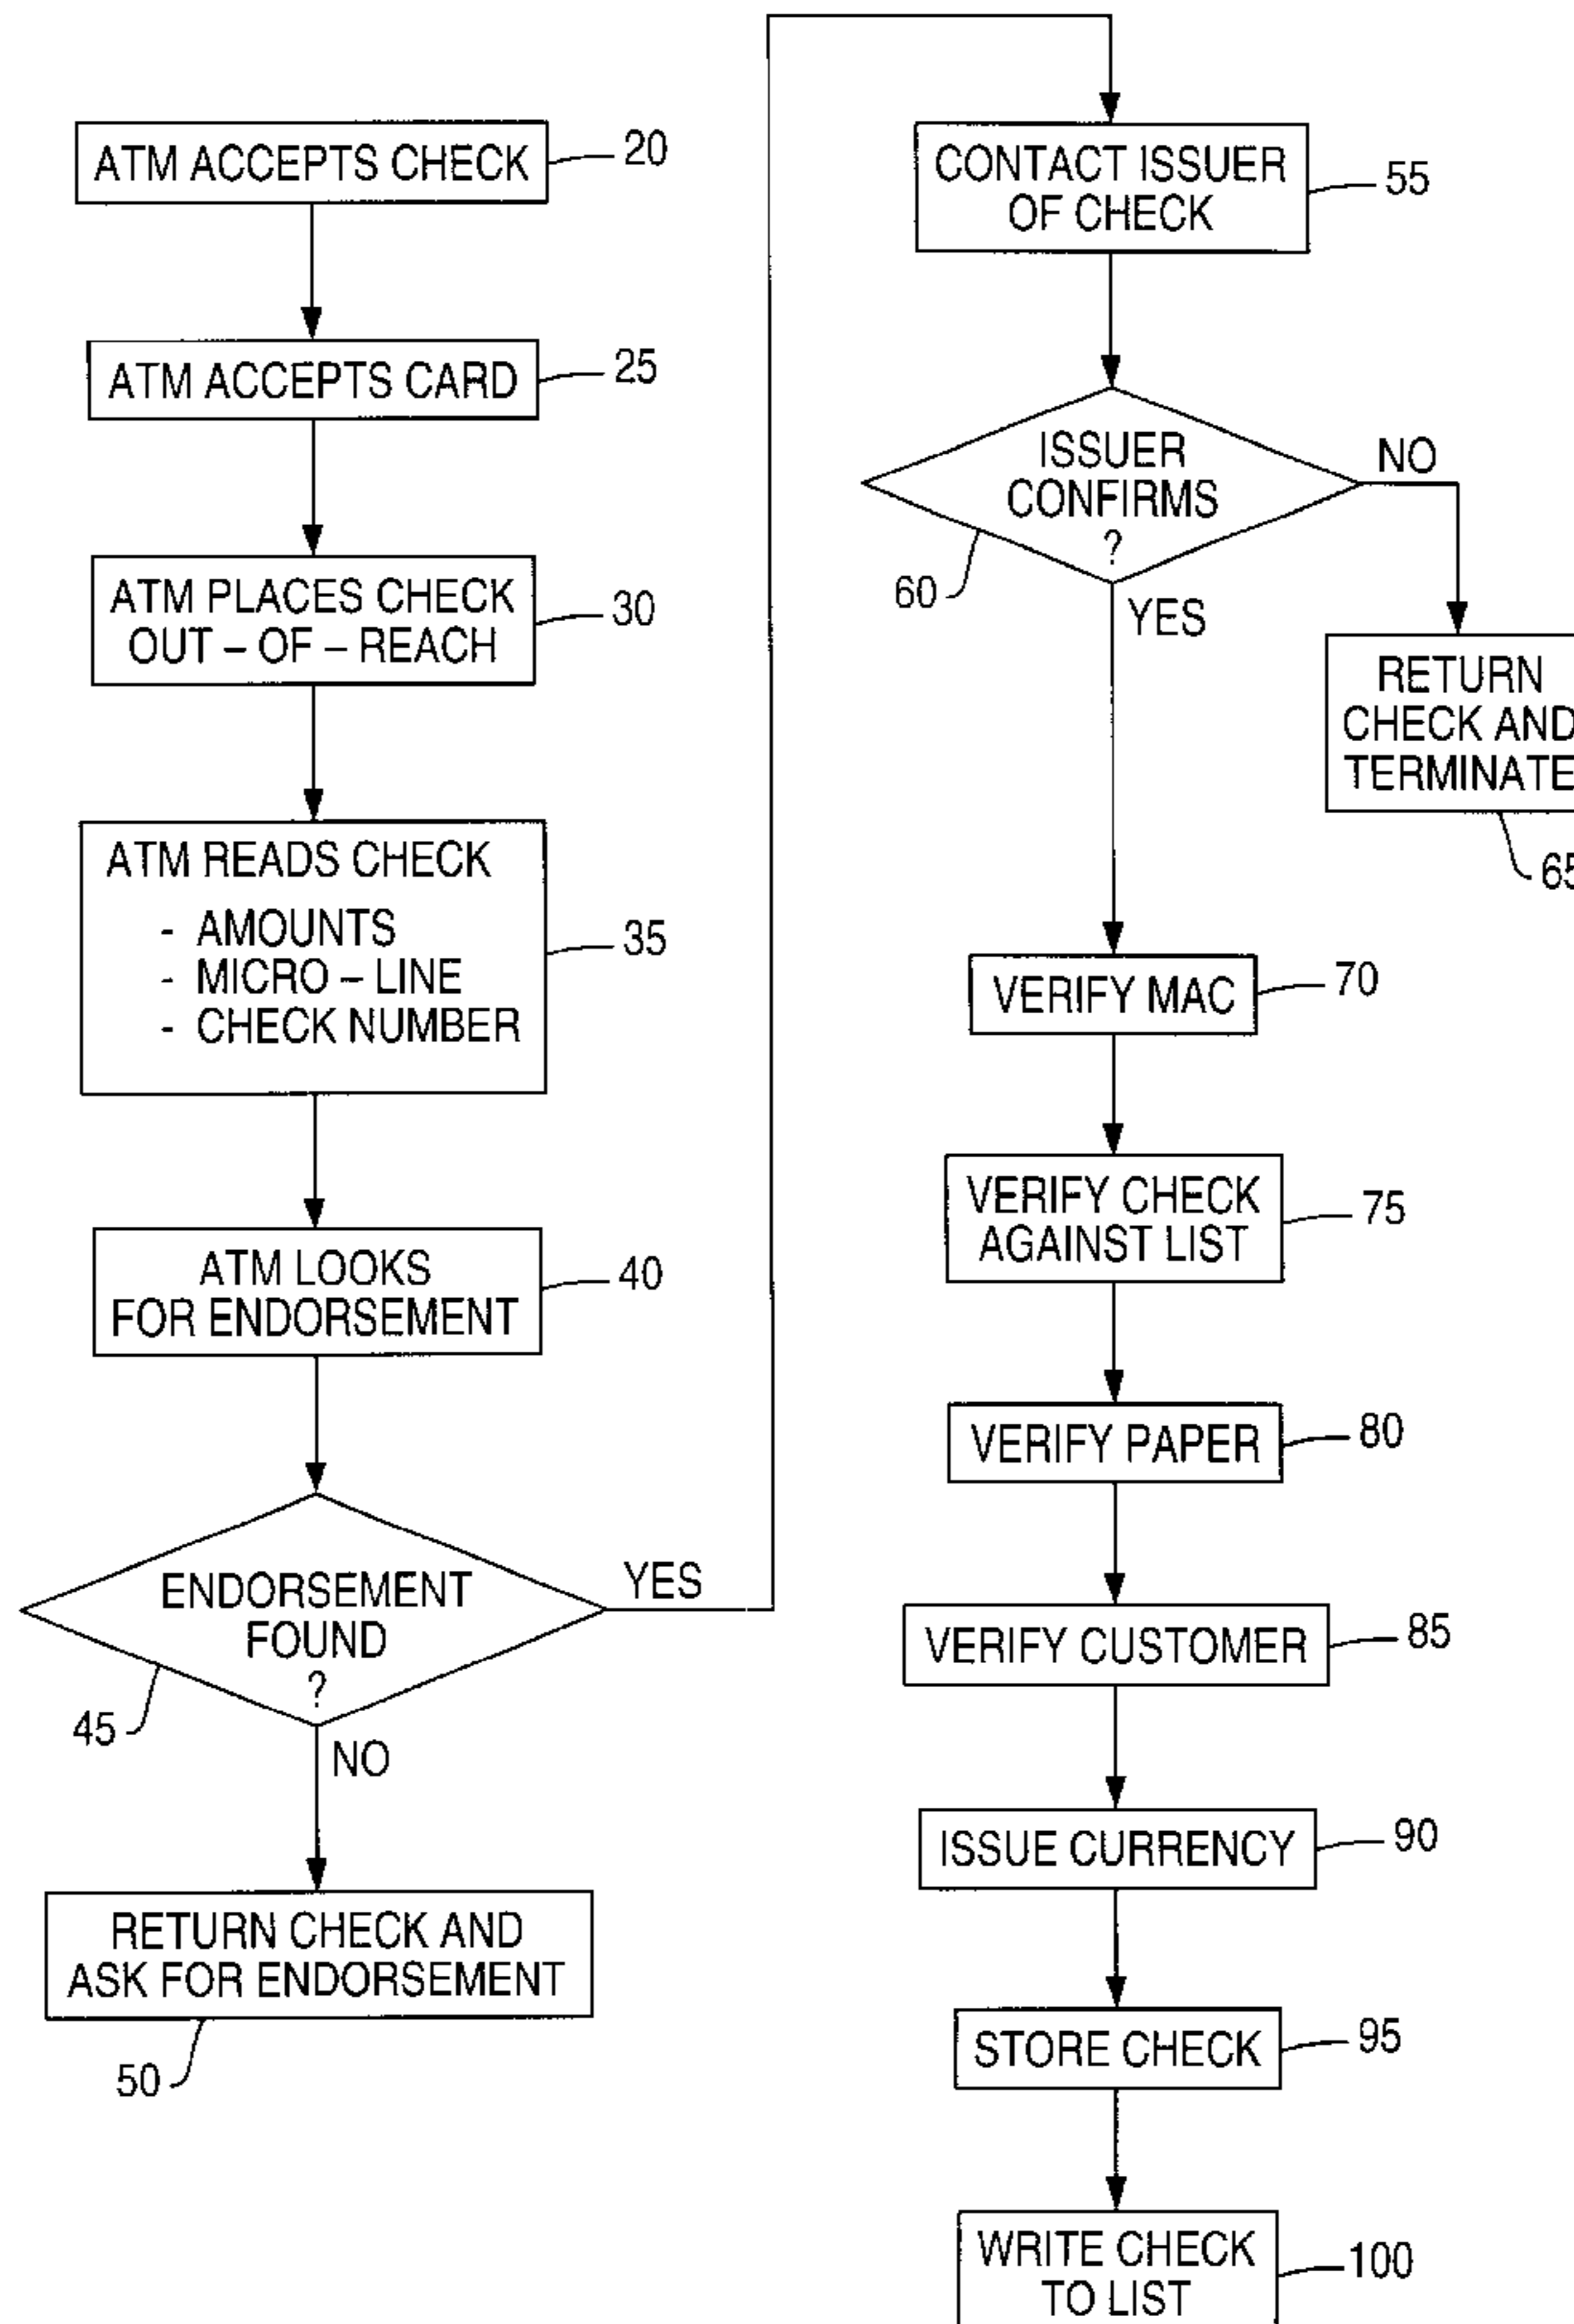 ATM ACCEPTS CHECK
20
ATM ACCEPTS CARD
25
ATM PLACES CHECK
OUT – OF – REACH
30
ATM READS CHECK
- AMOUNTS
- MICRO – LINE
- CHECK NUMBER
35
ATM LOOKS
FOR ENDORSEMENT
40
ENDORSEMENT
FOUND
?
45
YES
NO
RETURN CHECK AND
ASK FOR ENDORSEMENT
50
CONTACT ISSUER
OF CHECK
55
ISSUER
CONFIRMS
?
60
NO
YES
RETURN
CHECK AND
TERMINATE
65
VERIFY MAC
70
VERIFY CHECK
AGAINST LIST
75
VERIFY PAPER
80
VERIFY CUSTOMER
85
ISSUE CURRENCY
90
STORE CHECK
95
WRITE CHECK
TO LIST
100